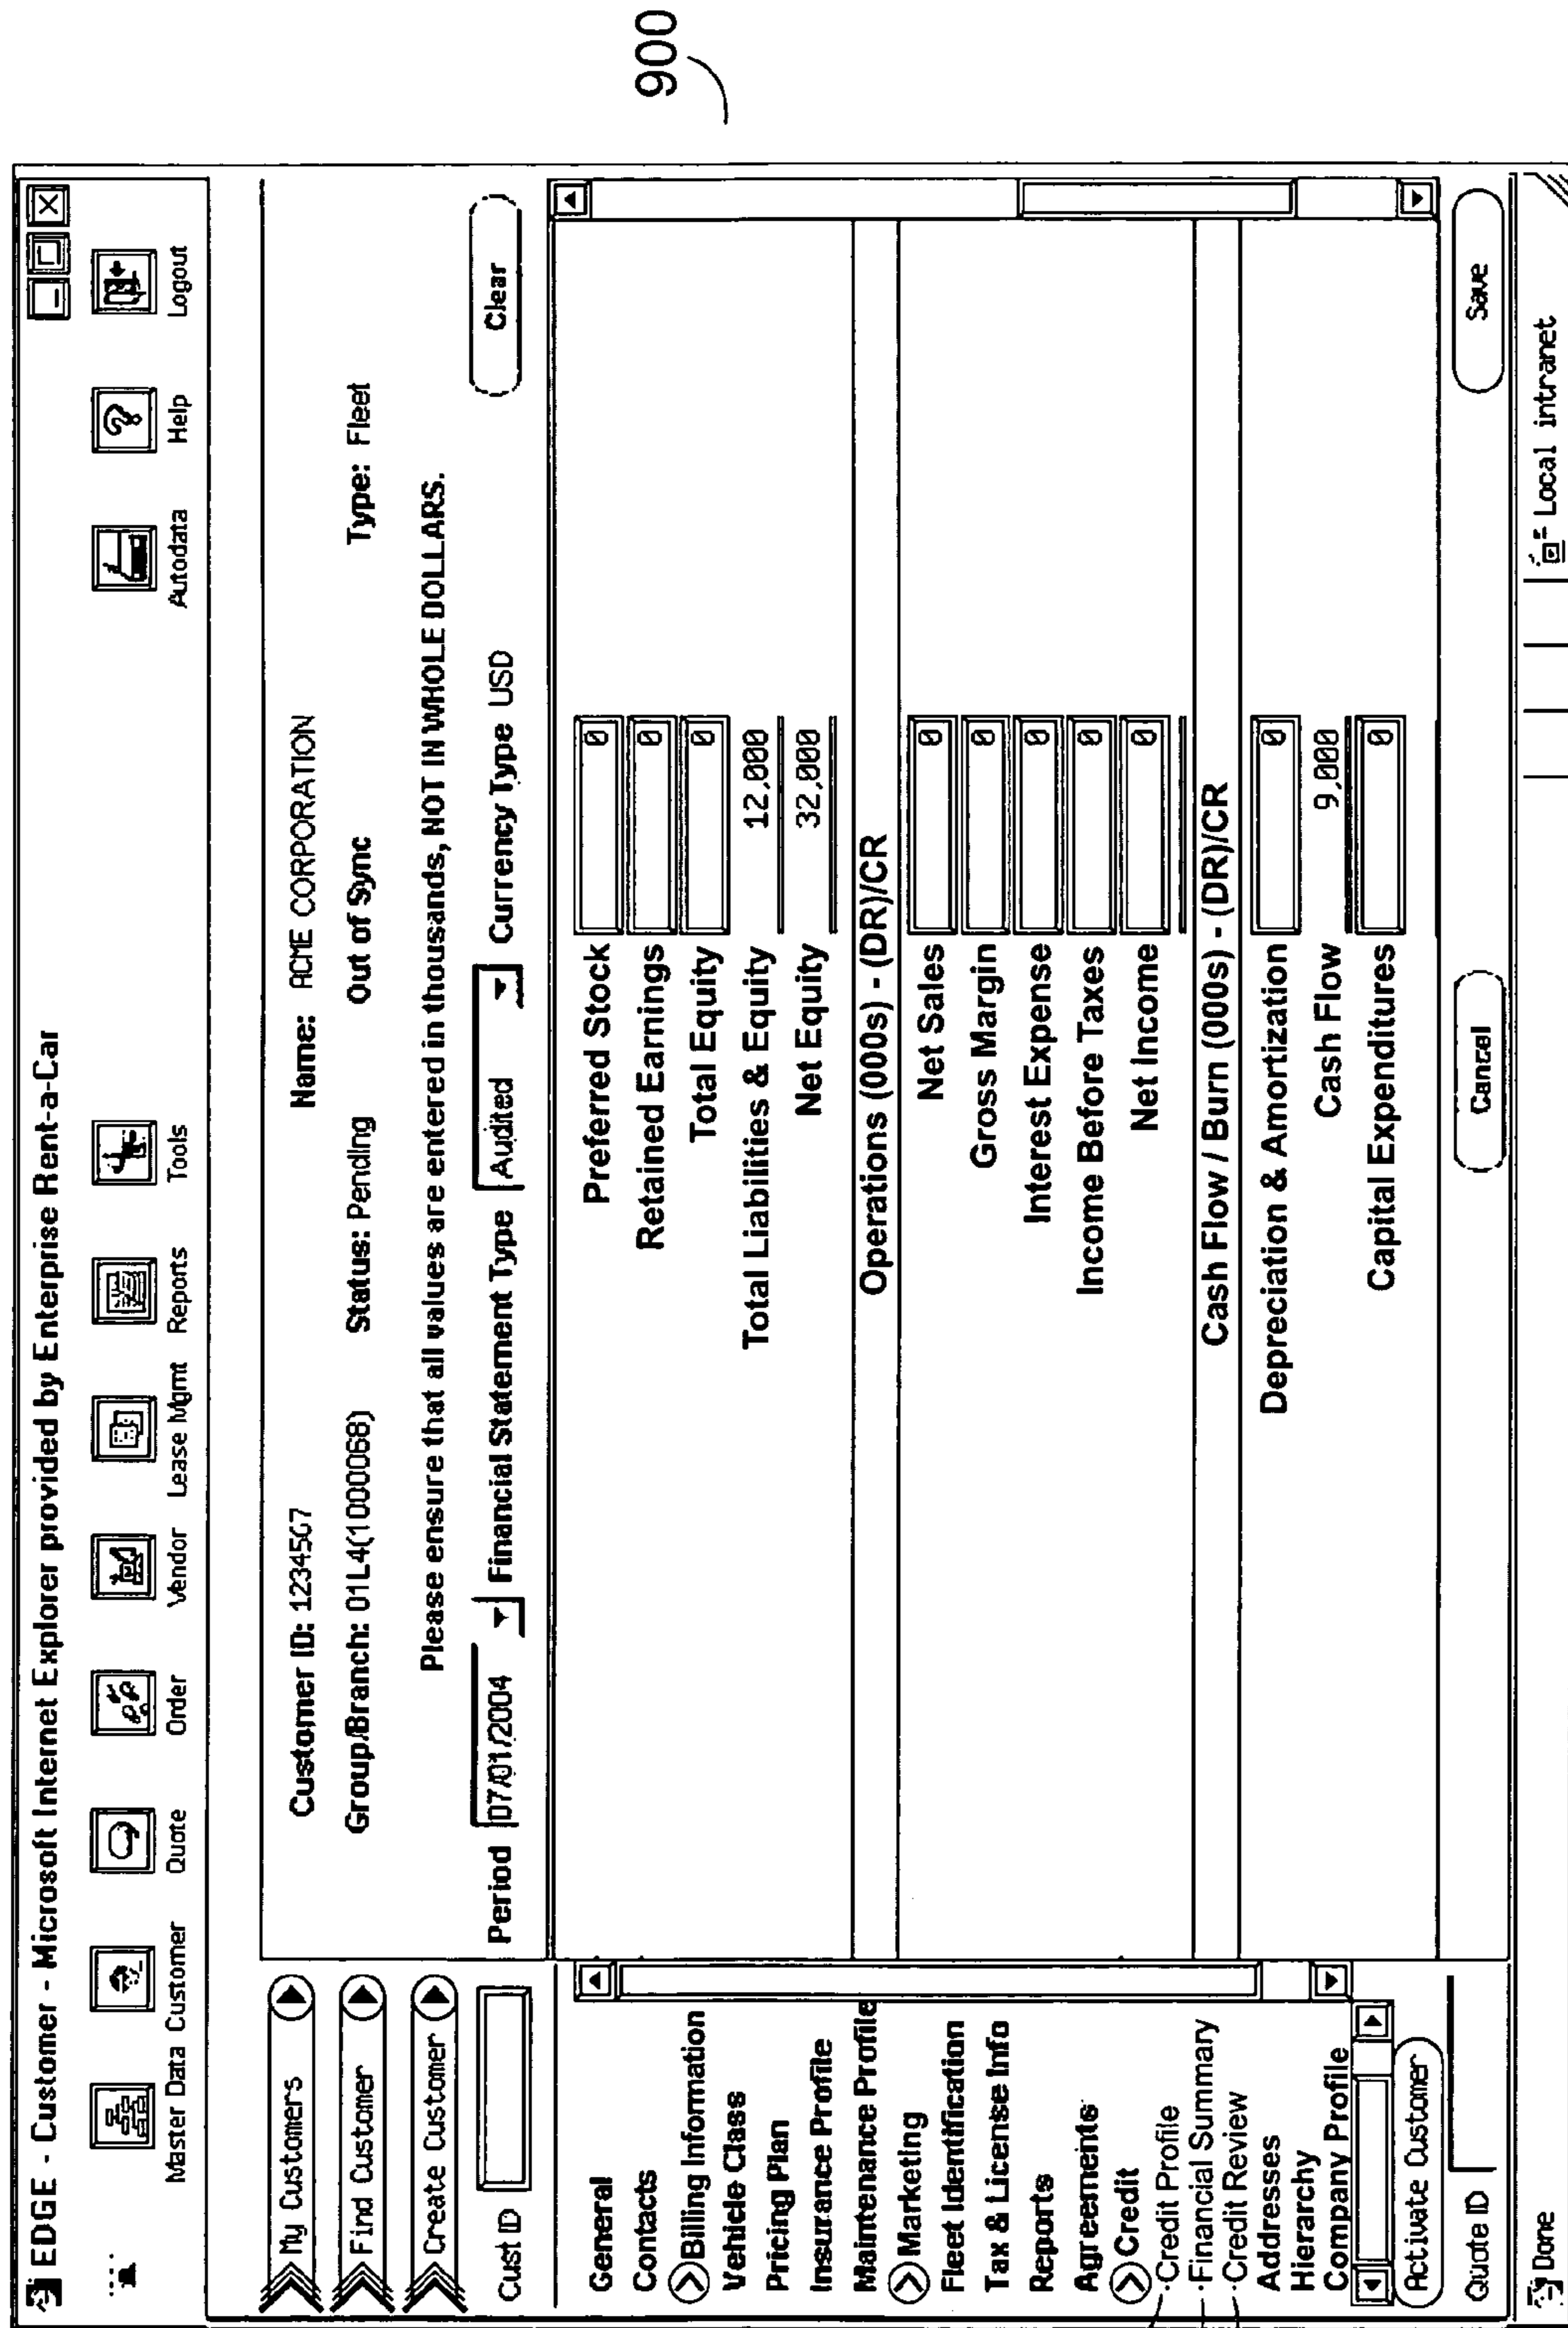 EDGE - Customer - Microsoft Internet Explorer provided by Enterprise Rent-a-Car
Master Data Customer Quote Order Vendor Lease Mgmt Reports Tools Autodata Help Logout
My Customers
Find Customer
Create Customer
Cust ID
Customer ID: 1234567 Name: ACME CORPORATION
Group/Branch: 01L4(1000068) Status: Pending Out of Sync Type: Fleet
Please ensure that all values are entered in thousands, NOT IN WHOLE DOLLARS.
Period 07/01/2004 Financial Statement Type Audited Currency Type USD Clear
General
Contacts
Billing Information
Vehicle Class
Pricing Plan
Insurance Profile
Maintenance Profile
Marketing
Fleet Identification
Tax & License Info
Reports
Agreements
Credit
·Credit Profile
·Financial Summary
·Credit Review
Addresses
Hierarchy
Company Profile
Activate Customer
Quote ID
Preferred Stock 0
Retained Earnings 0
Total Equity 0
Total Liabilities & Equity 12,000
Net Equity 32,000
Operations (000s) - (DR)/CR
Net Sales 0
Gross Margin 0
Interest Expense 0
Income Before Taxes 0
Net Income 0
Cash Flow / Burn (000s) - (DR)/CR
Depreciation & Amortization 0
Cash Flow 9,000
Capital Expenditures 0
Cancel Save
Done Local intranet
900